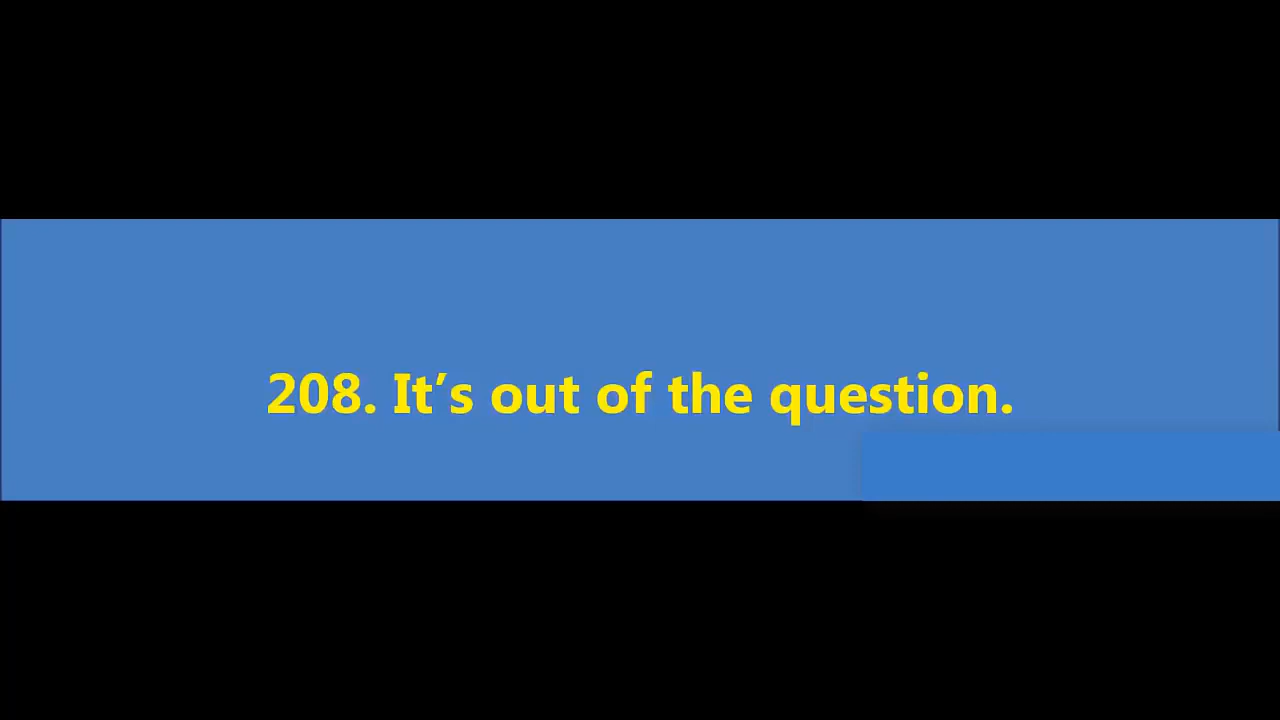 208. It’s out of the question.